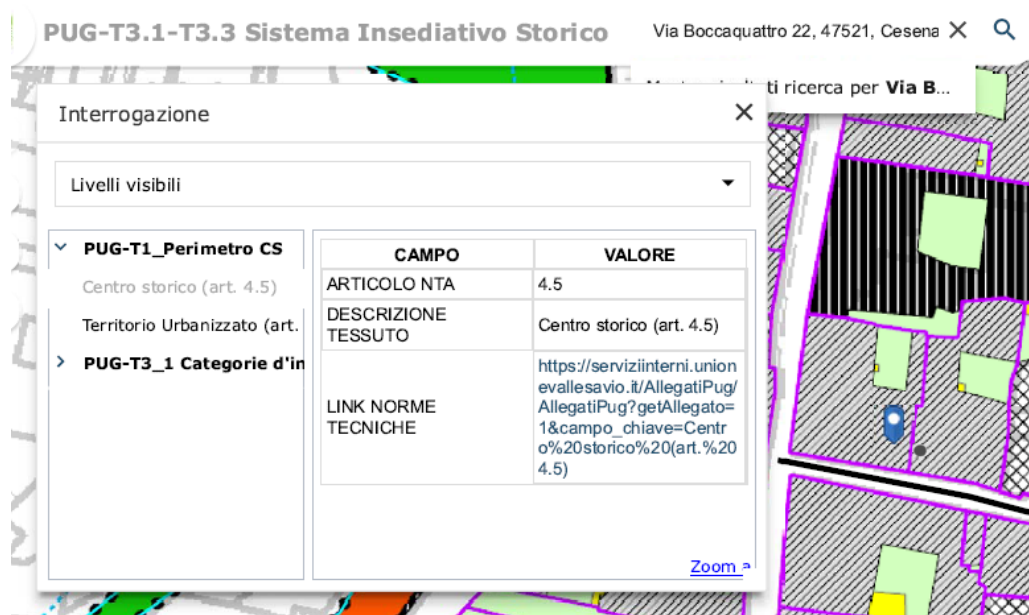 PUG-T3.1-T3.3 Sistema Insediativo Storico
Via Boccaquattro 22, 47521, Cesena
ti ricerca per Via B...
Interrogazione
Livelli visibili
PUG-T1_Perimetro CS
Centro storico (art. 4.5)
Territorio Urbanizzato (art.
PUG-T3_1 Categorie d'in
CAMPO VALORE
ARTICOLO NTA 4.5
DESCRIZIONE
TESSUTO
Centro storico (art. 4.5)
LINK NORME
TECNICHE
https://serviziinterni.union
evallesavio.it/AllegatiPug/
AllegatiPug?getAllegato=
1&campo_chiave=Centr
o%20storico%20(art.%20
4.5)
Zoom a